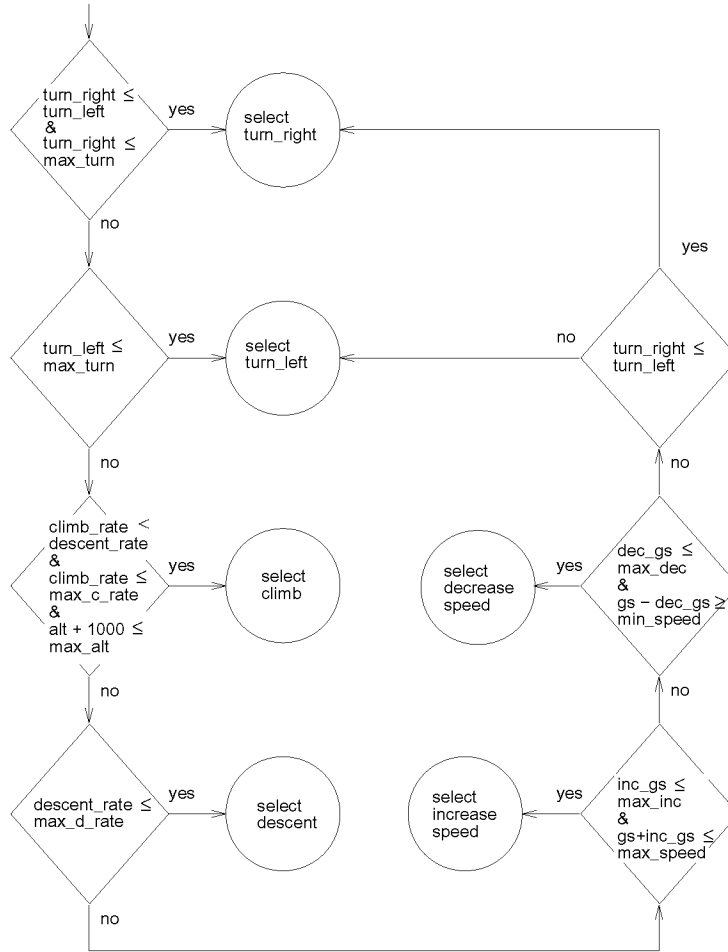 turn_right ≤
turn_left
&
turn_right ≤
max_turn
yes
select
turn_right
no
yes
turn_left ≤
max_turn
yes
select
turn_left
no
turn_right ≤
turn_left
no
no
climb_rate <
descent_rate
&
climb_rate ≤
max_c_rate
&
alt + 1000 ≤
max_alt
yes
select
climb
select
decrease
speed
yes
dec_gs ≤
max_dec
&
gs − dec_gs ≥
min_speed
no
no
descent_rate ≤
max_d_rate
yes
select
descent
select
increase
speed
yes
inc_gs ≤
max_inc
&
gs+inc_gs ≤
max_speed
no